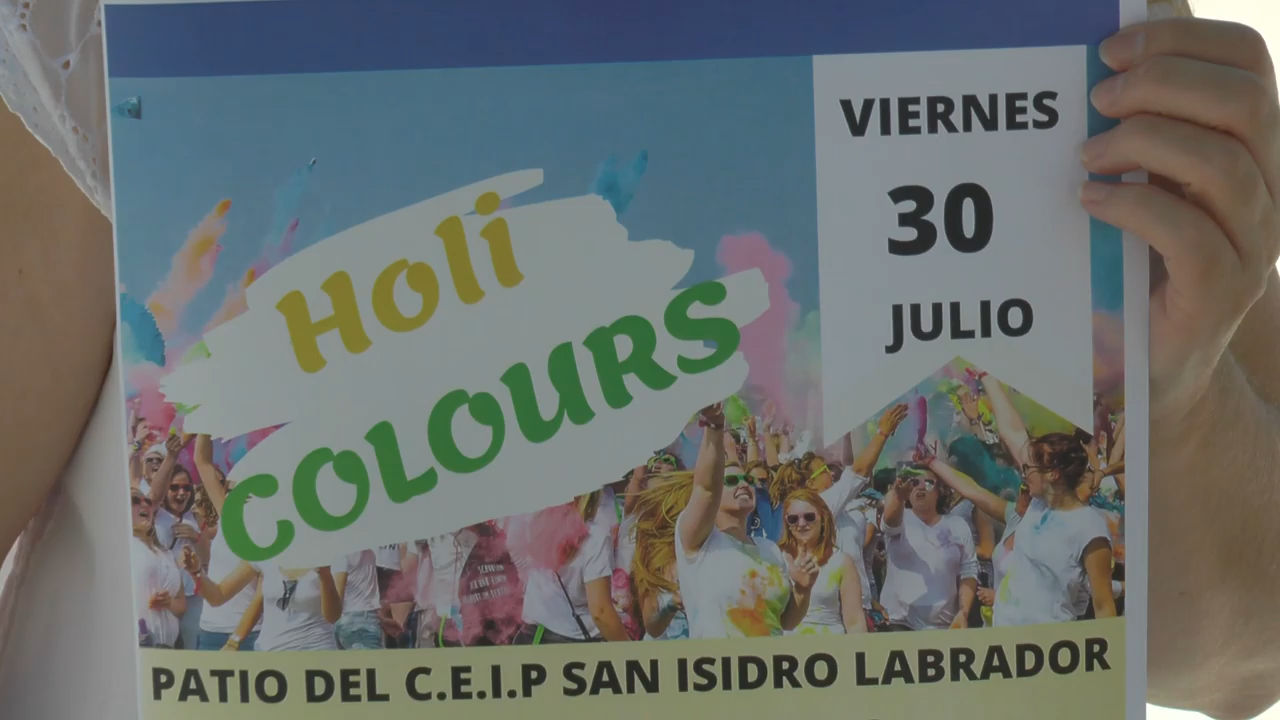 Holi
COLOURS
VIERNES
30
JULIO
PATIO DEL C.E.I.P SAN ISIDRO LABRADOR